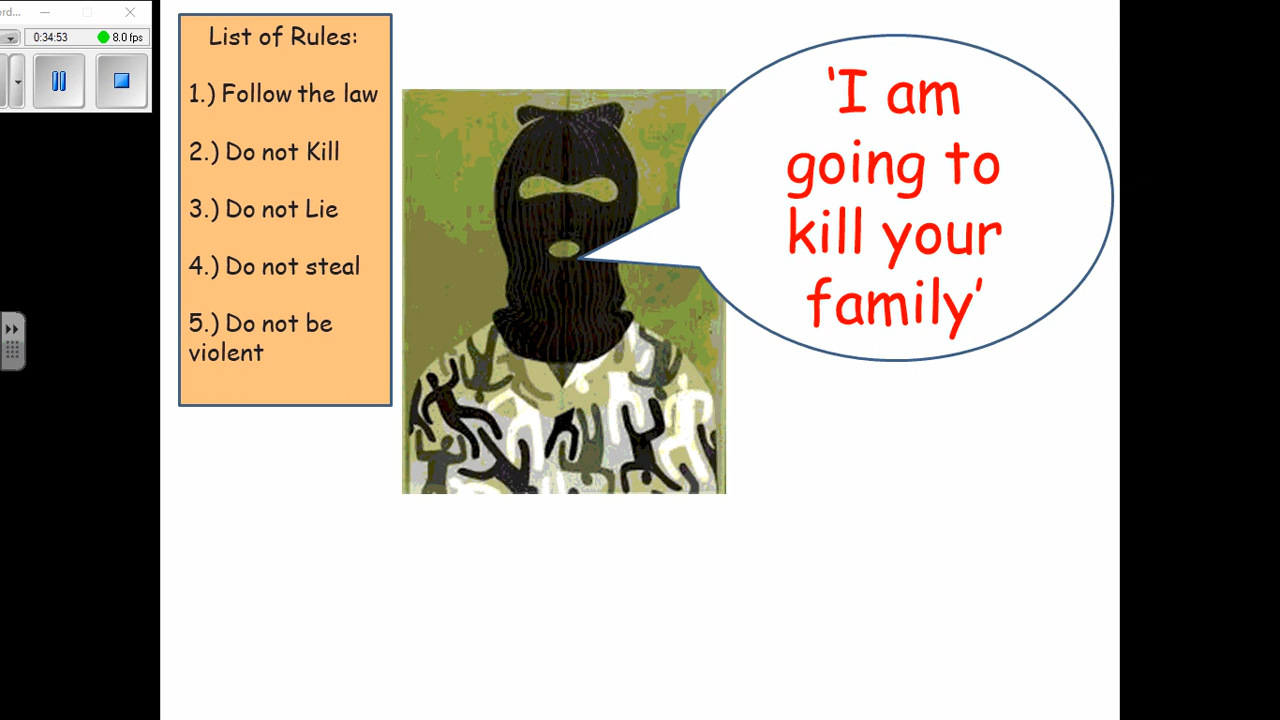 ord...
0:34:53
8.0 fps
List of Rules:
1.) Follow the law
2.) Do not Kill
3.) Do not Lie
4.) Do not steal
5.) Do not be
violent
'I am
going to
kill your
family'